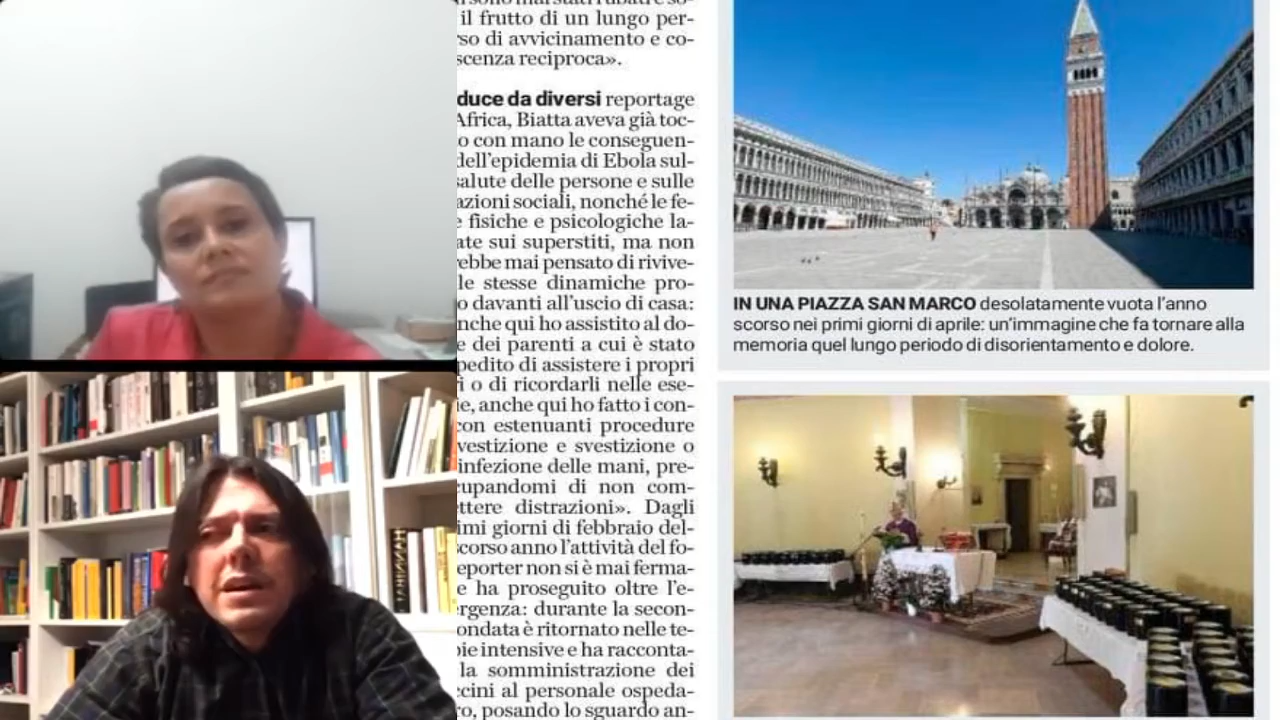 il frutto di un lungo per-
so di avvicinamento e co-
scenza reciproca».
duce da diversi reportage
Africa, Biatta aveva già toc-
o con mano le conseguen-
dell'epidemia di Ebola sul-
salute delle persone e sulle
azioni sociali, nonché le fe-
e fisiche e psicologiche la-
ate sui superstiti, ma non
rebbe mai pensato di rivive-
le stesse dinamiche pro-
o davanti all'uscio di casa:
nche qui ho assistito al do-
e dei parenti a cui è stato
pedito di assistere i propri
i o di ricordarli nelle ese-
ie, anche qui ho fatto i con-
con estenuanti procedure
vestizione e svestizione o
infezione delle mani, pre-
cupandomi di non com-
ettere distrazioni». Dagli
imi giorni di febbraio del-
scorso anno l'attività del fo-
eporter non si è mai ferma-
e ha proseguito oltre l'e-
ergenza: durante la secon-
ondata è ritornato nelle te-
pie intensive e ha racconta-
la somministrazione dei
ccini al personale ospeda-
ro, posando lo sguardo an-
IN UNA PIAZZA SAN MARCO desolatamente vuota l'anno
scorso nei primi giorni di aprile: un'immagine che fa tornare alla
memoria quel lungo periodo di disorientamento e dolore.